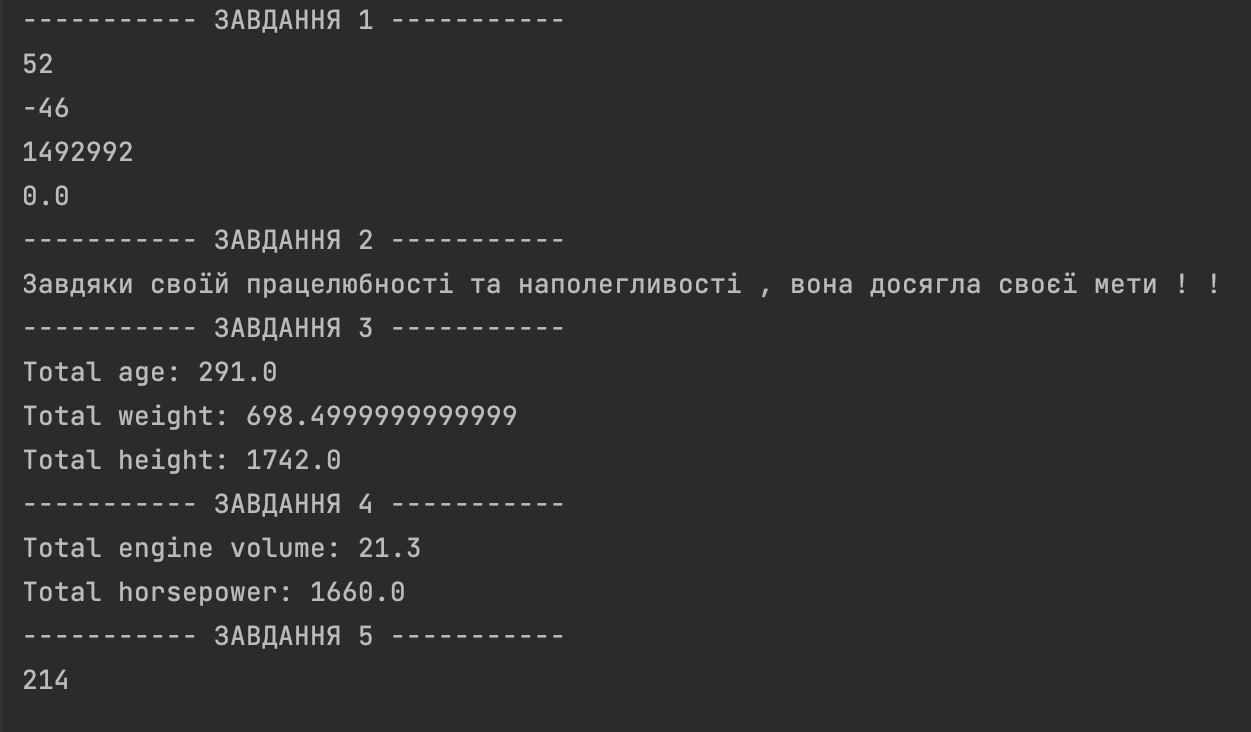 ----------- ЗАВДАННЯ 1 -----------
52
-46
1492992
0.0
----------- ЗАВДАННЯ 2 -----------
Завдяки своїй працелюбності та наполегливості , вона досягла своєї мети ! !
----------- ЗАВДАННЯ 3 -----------
Total age: 291.0
Total weight: 698.4999999999999
Total height: 1742.0
----------- ЗАВДАННЯ 4 -----------
Total engine volume: 21.3
Total horsepower: 1660.0
----------- ЗАВДАННЯ 5 -----------
214